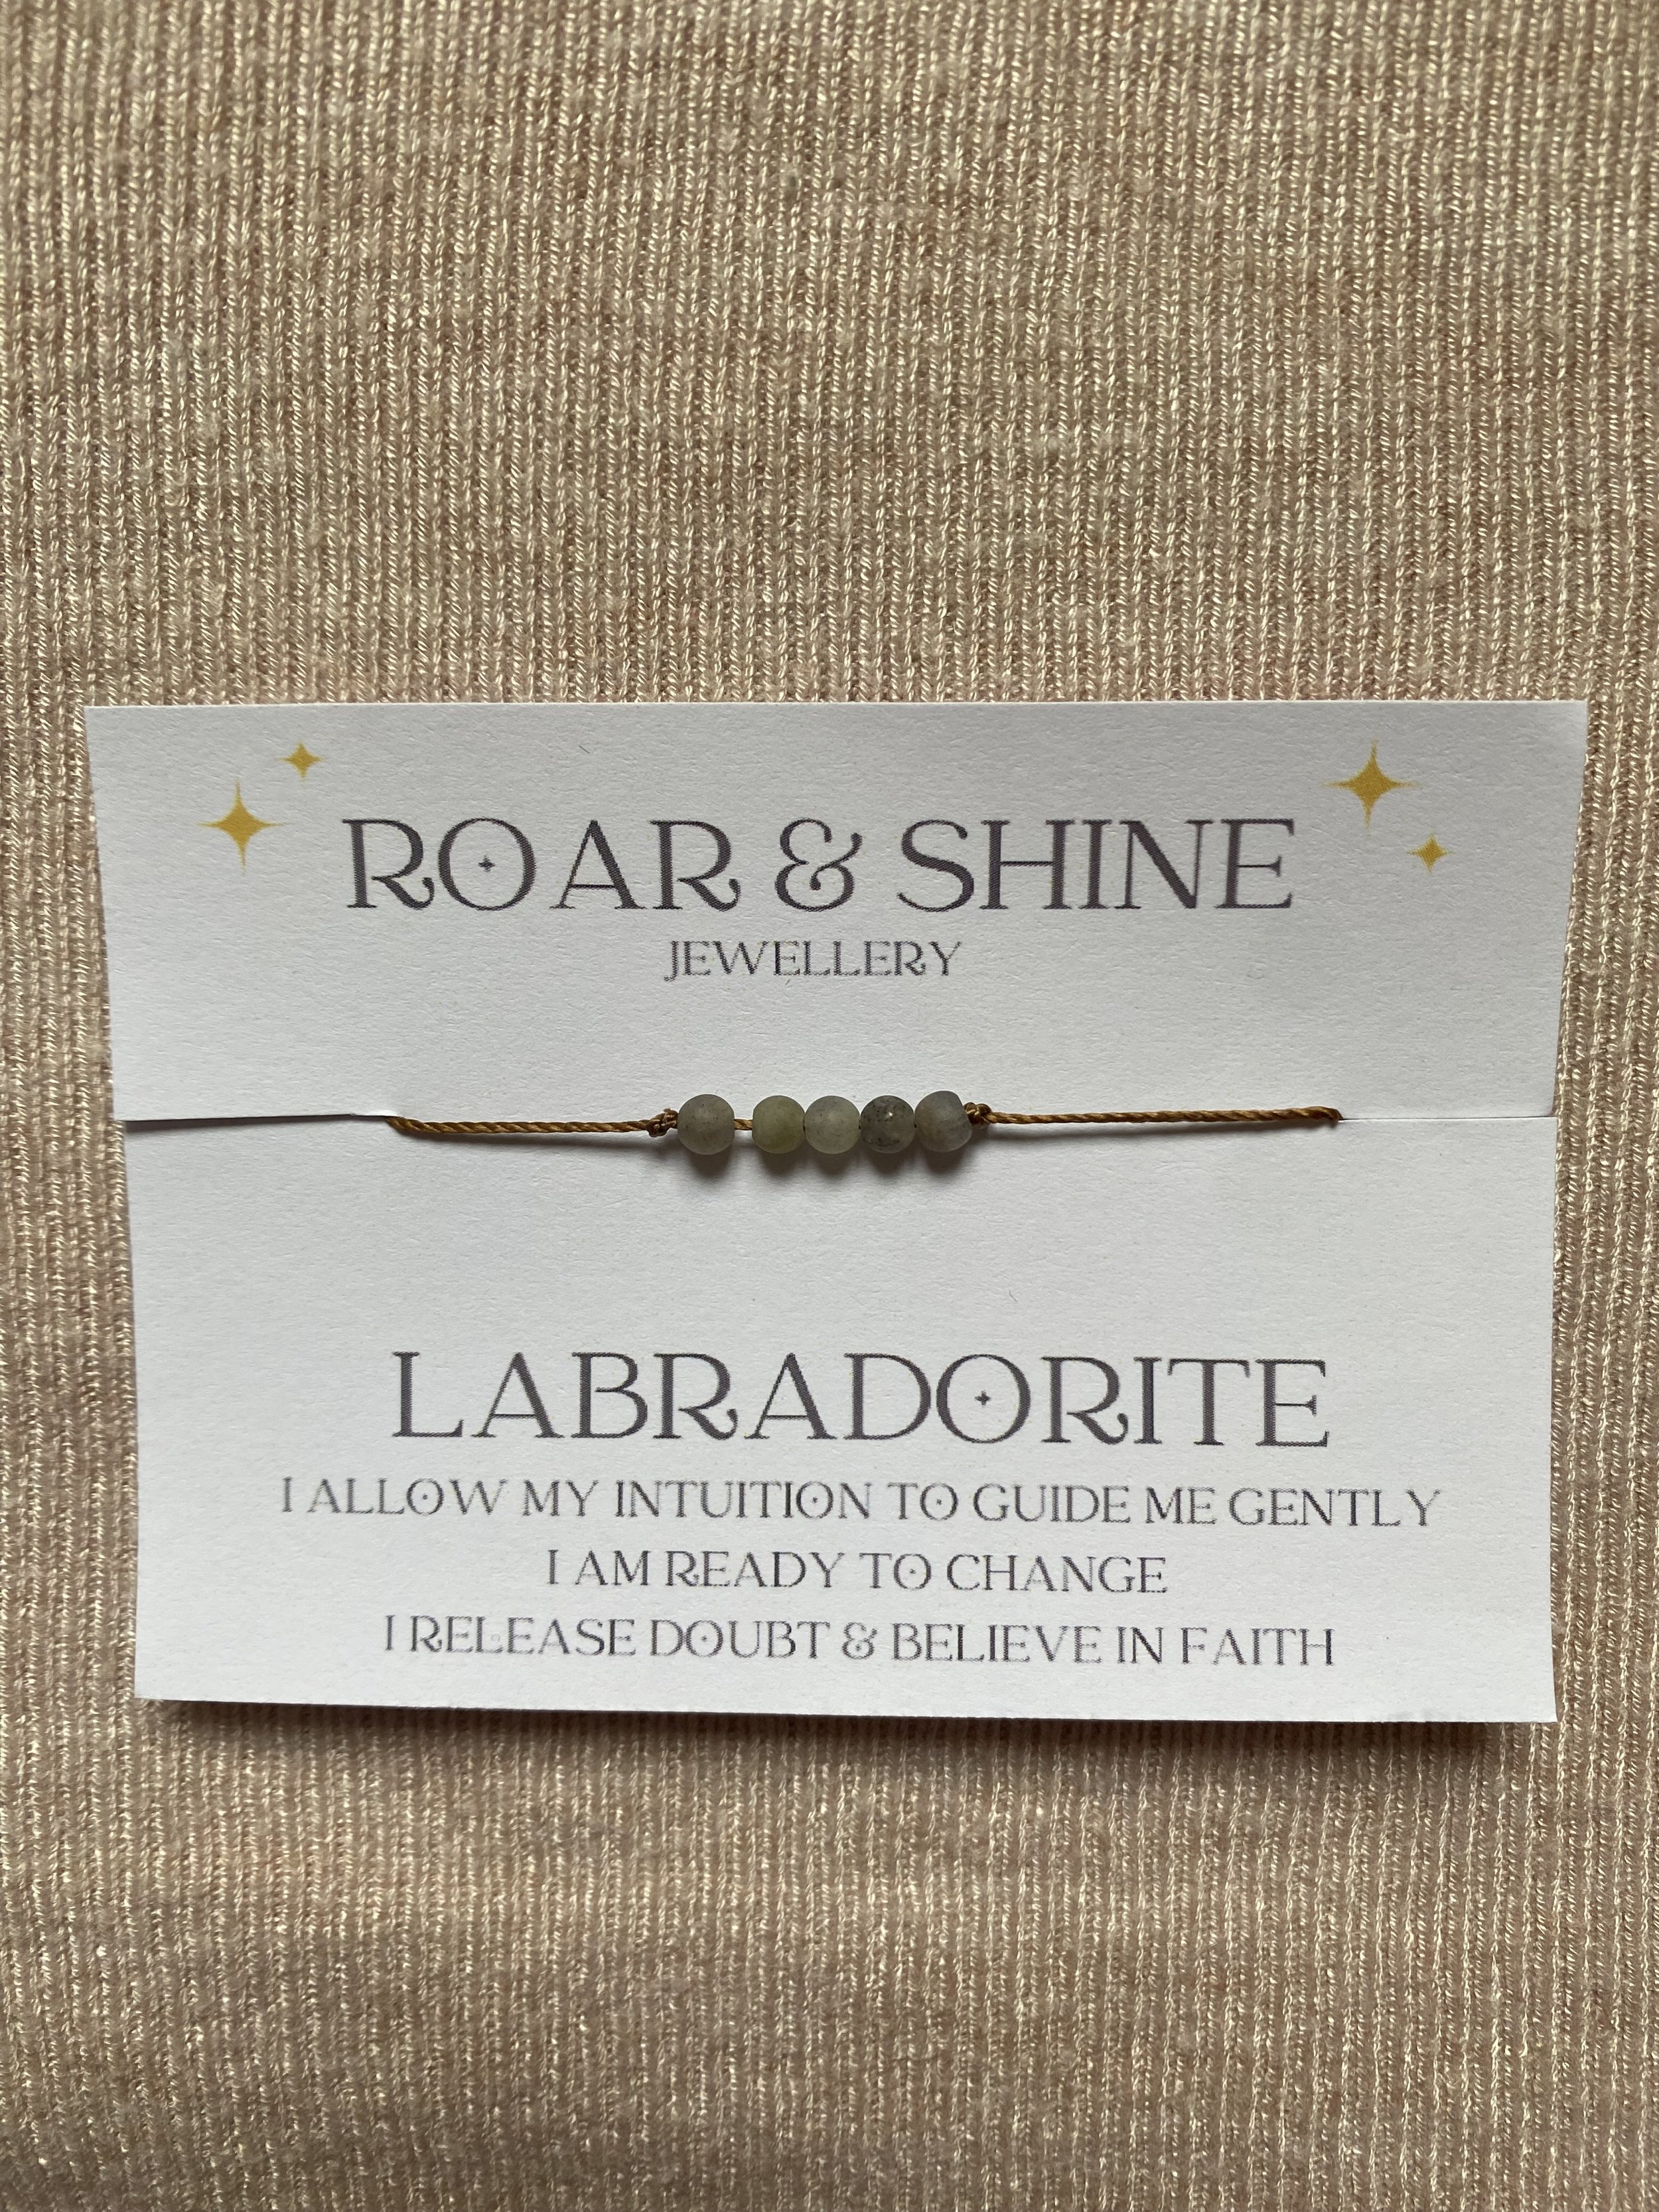 ROAR & SHINE
JEWELLERY
LABRADORITE
I ALLOW MY INTUITION TO GUIDE ME GENTLY
I AM READY TO CHANGE
I RELEASE DOUBT & BELIEVE IN FAITH